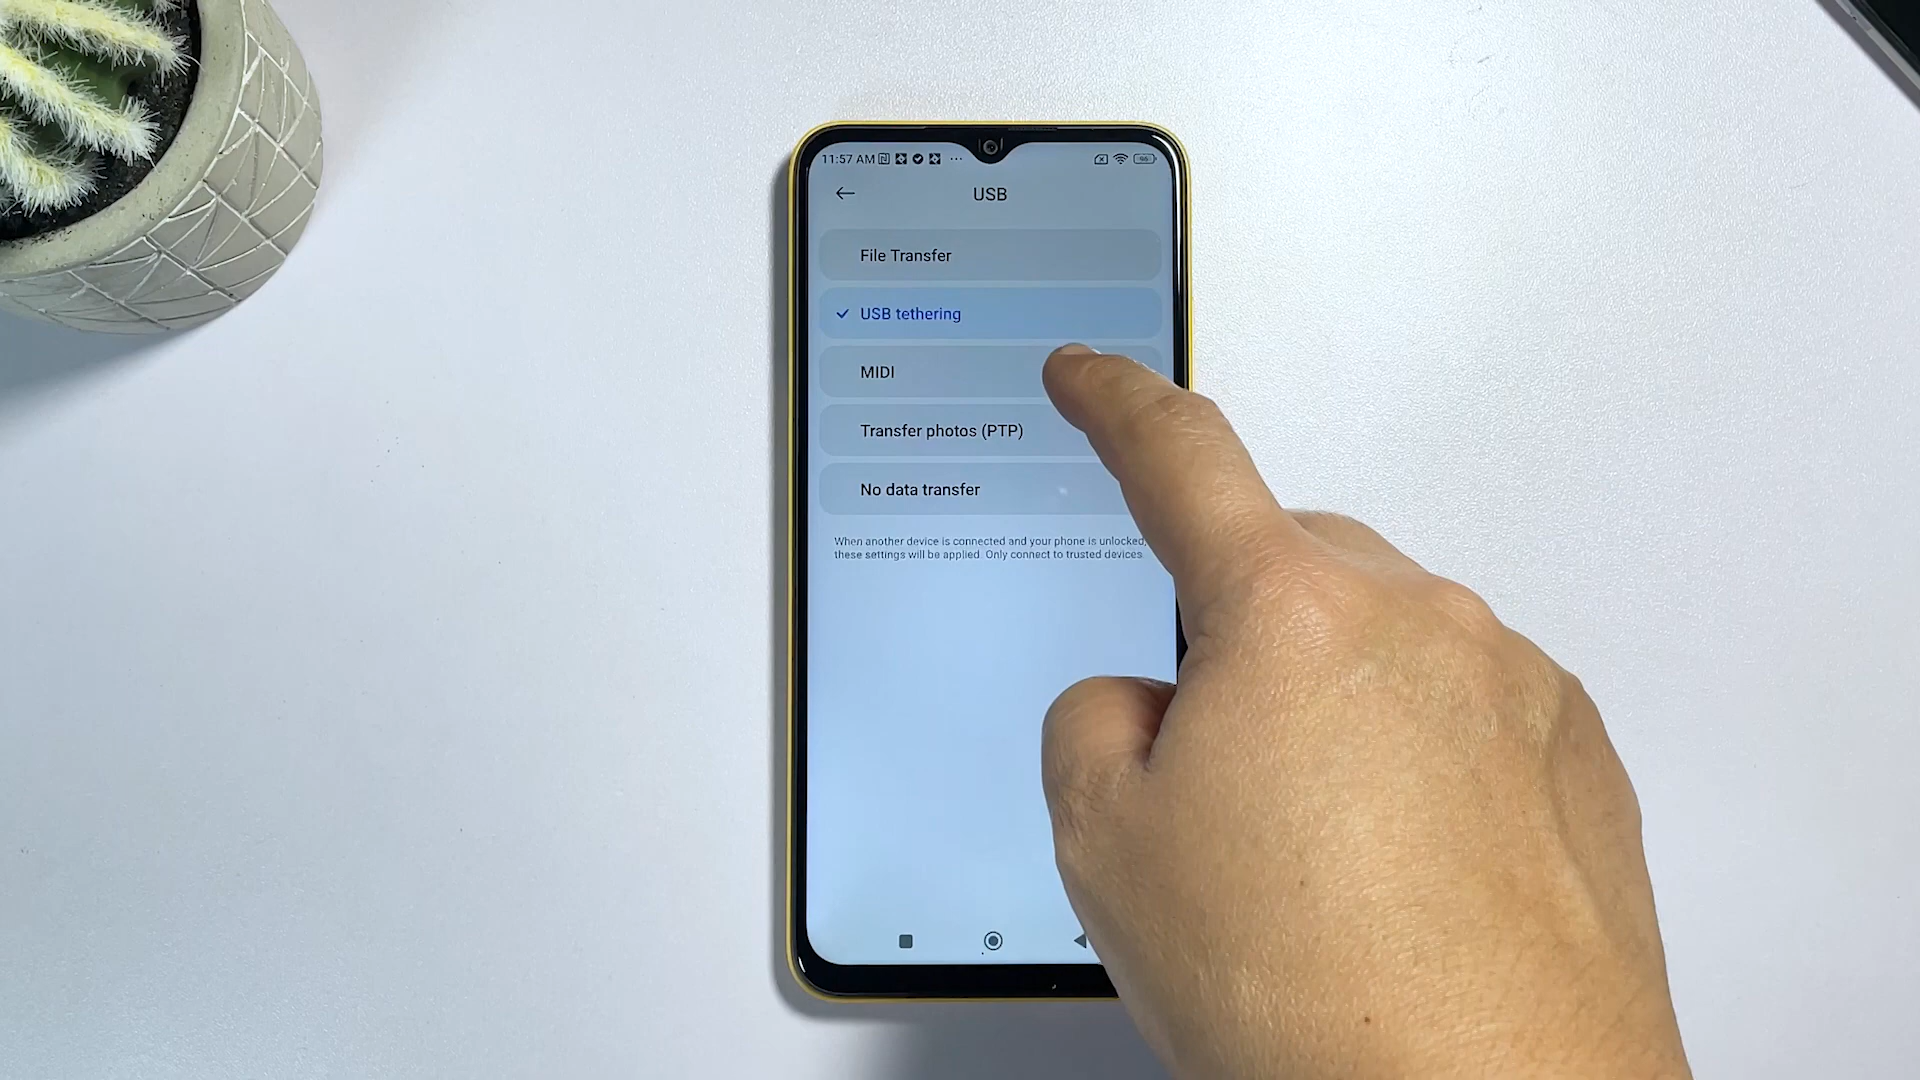 11:57 AM
96
USB
File Transfer
USB tethering
MIDI
Transfer photos (PTP)
No data transfer
When another device is connected and your phone is unlocked,
these settings will be applied. Only connect to trusted devices.